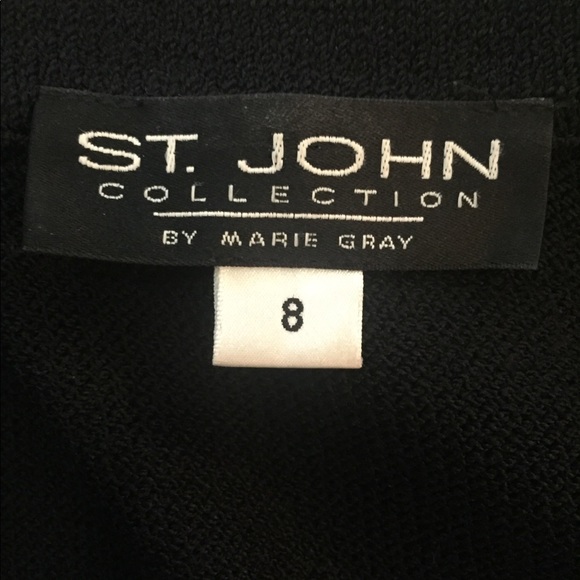 ST. JOHN
COLLECTION
BY MARIE GRAY
8